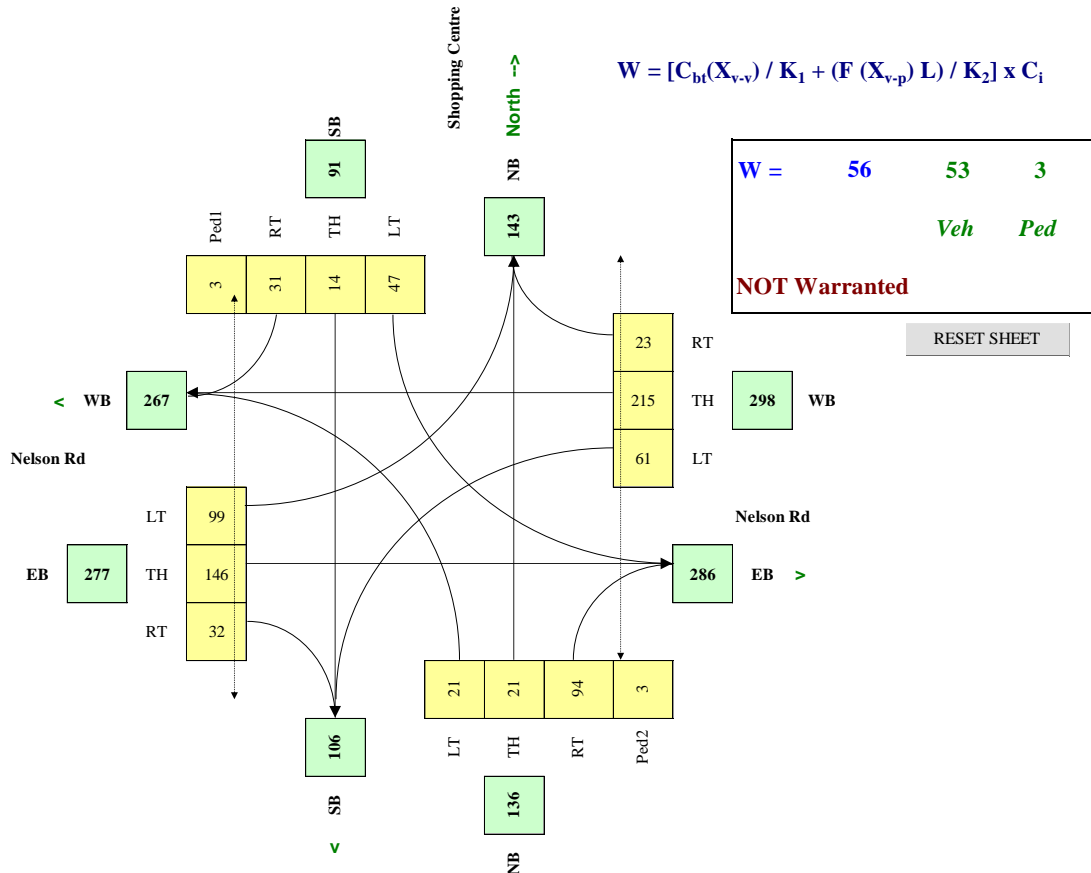 Shopping Centre
North -->
W = [Cbt(Xv-v) / K1 + (F (Xv-p) L) / K2] x Ci
SB
91
NB
143
W = 56 53 3
Veh Ped
NOT Warranted
RESET SHEET
Ped1 RT TH LT
3 31 14 47
23 RT
215 TH 298 WB
61 LT
< WB 267
Nelson Rd
Nelson Rd
LT 99
EB 277 TH 146
RT 32
286 EB >
21 21 94 3
LT TH RT Ped2
106
SB
v
136
NB